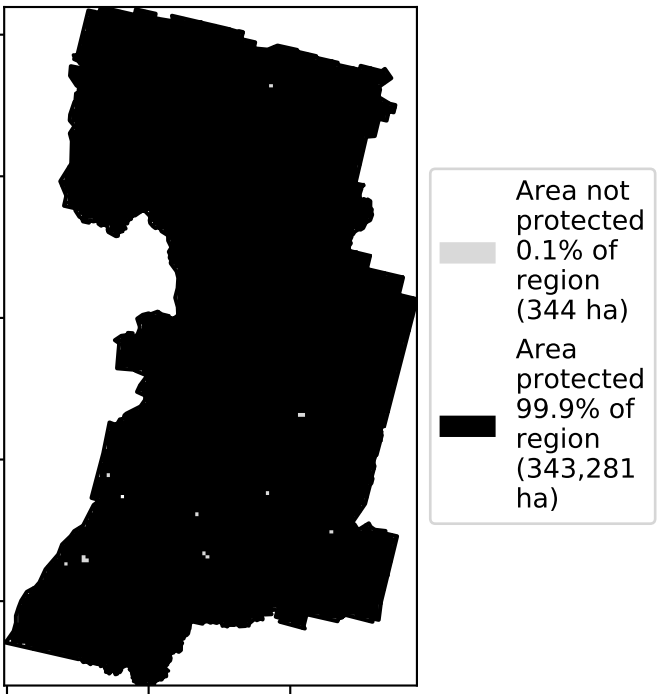 Area not
protected
0.1% of
region
(344 ha)
Area
protected
99.9% of
region
(343,281
ha)